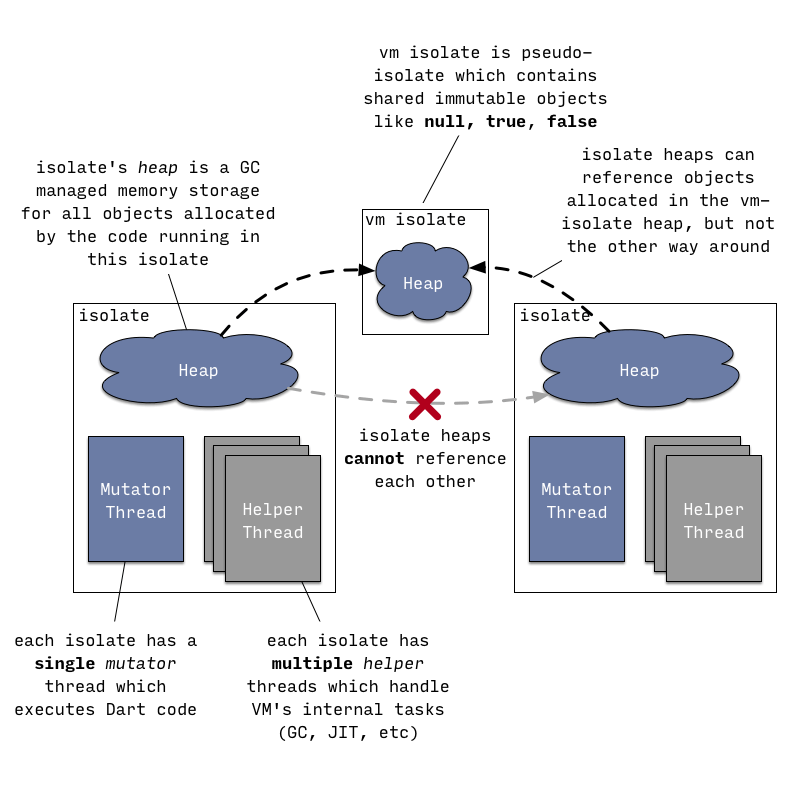 vm isolate is pseudo-
isolate which contains
shared immutable objects
like null, true, false
isolate heaps can
reference objects
allocated in the vm-
isolate heap, but not
the other way around
isolate's heap is a GC
managed memory storage
for all objects allocated
by the code running in
this isolate
vm isolate
Heap
isolate
Heap
isolate
Heap
isolate heaps
cannot reference
each other
Mutator
Thread
Helper
Thread
Mutator
Thread
Helper
Thread
each isolate has a
single mutator
thread which
executes Dart code
each isolate has
multiple helper
threads which handle
VM's internal tasks
(GC, JIT, etc)